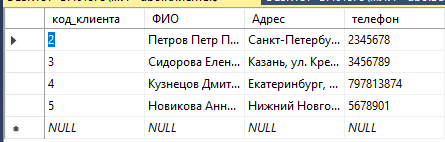 код_клиента ФИО Адрес телефон
2 Петров Петр П... Санкт-Петербу... 2345678
3 Сидорова Елен... Казань, ул. Кре... 3456789
4 Кузнецов Дмит... Екатеринбург, ... 797813874
5 Новикова Анн... Нижний Новго... 5678901
NULL NULL NULL NULL